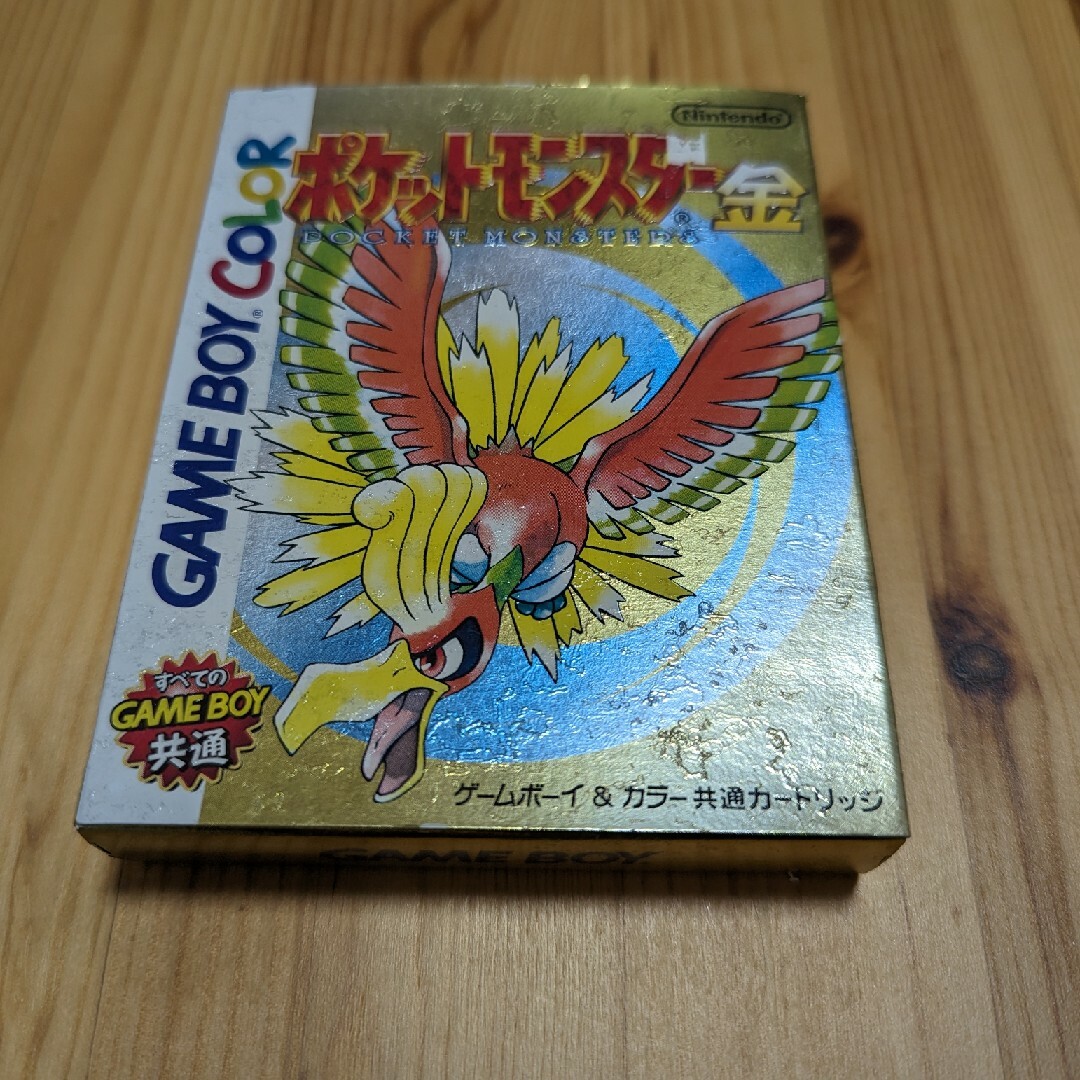 Nintendo
ポケットモンスター 金
®
POCKET MONSTERS
GAME BOY® COLOR
すべての
GAME BOY
共通
ゲームボーイ & カラー共通カートリッジ
GAME BOY